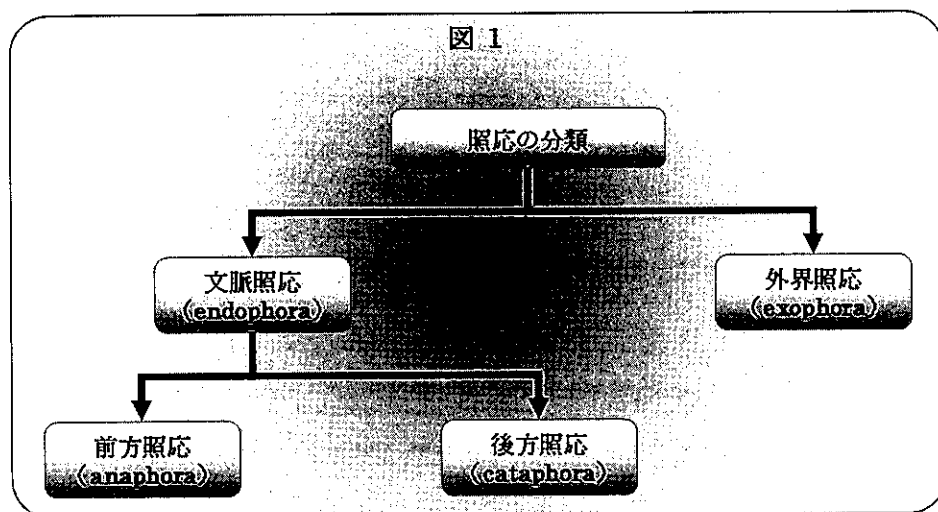 図 1
照応の分類
文脈照応
(endophora)
外界照応
(exophora)
前方照応
(anaphora)
後方照応
(cataphora)